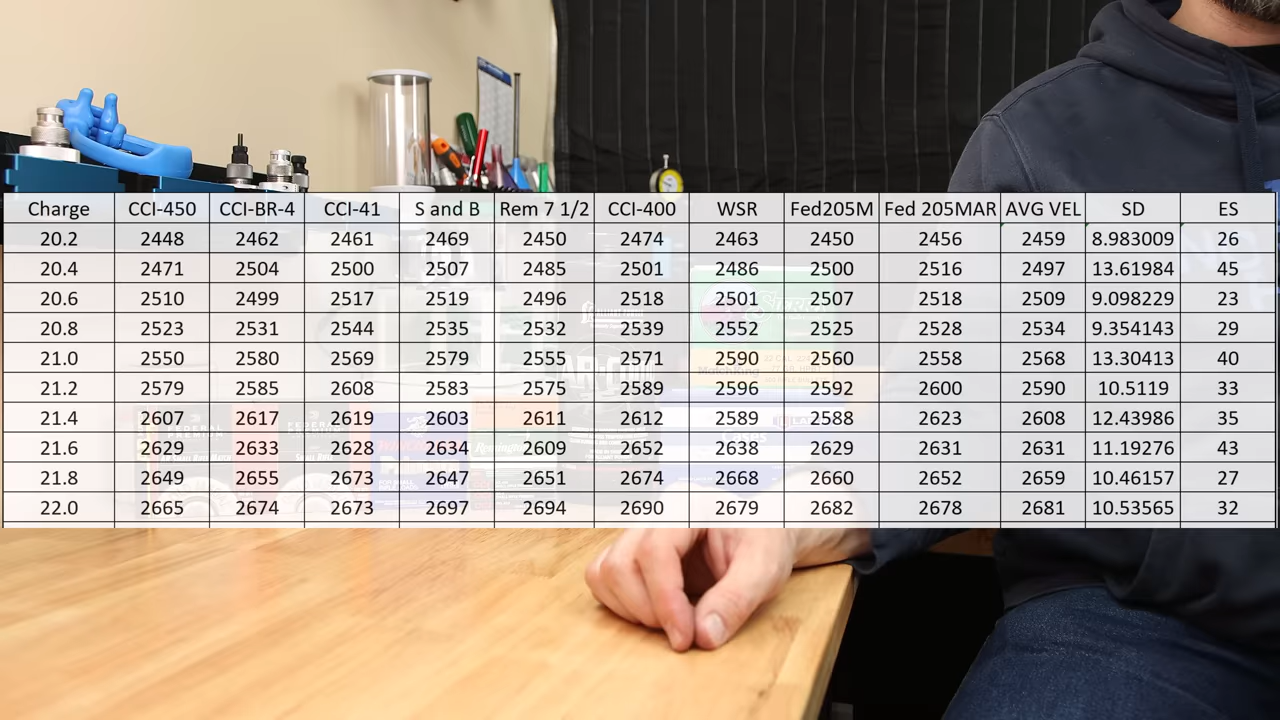 Charge CCI-450 CCI-BR-4 CCI-41 S and B Rem 7 1/2 CCI-400 WSR Fed205M Fed 205MAR AVG VEL SD ES
20.2 2448 2462 2461 2469 2450 2474 2463 2450 2456 2459 8.983009 26
20.4 2471 2504 2500 2507 2485 2501 2486 2500 2516 2497 13.61984 45
20.6 2510 2499 2517 2519 2496 2518 2501 2507 2518 2509 9.098229 23
20.8 2523 2531 2544 2535 2532 2539 2552 2525 2528 2534 9.354143 29
21.0 2550 2580 2569 2579 2555 2571 2590 2560 2558 2568 13.30413 40
21.2 2579 2585 2608 2583 2575 2589 2596 2592 2600 2590 10.5119 33
21.4 2607 2617 2619 2603 2611 2612 2589 2588 2623 2608 12.43986 35
21.6 2629 2633 2628 2634 2609 2652 2638 2629 2631 2631 11.19276 43
21.8 2649 2655 2673 2647 2651 2674 2668 2660 2652 2659 10.46157 27
22.0 2665 2674 2673 2697 2694 2690 2679 2682 2678 2681 10.53565 32